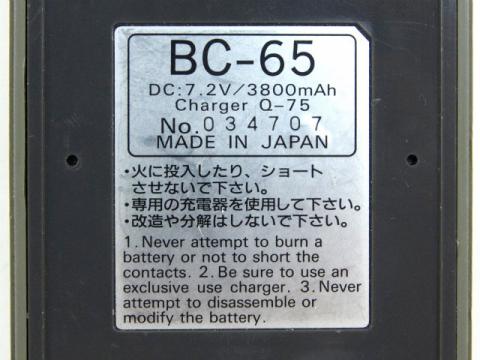 BC-65
DC:7.2V/3800mAh
Charger Q-75
No. 034707
MADE IN JAPAN
・火に投入したり、ショート
させないで下さい。
・専用の充電器を使用して下さい。
・改造や分解はしないで下さい。
1. Never attempt to burn a
battery or not to short the
contacts. 2. Be sure to use an
exclusive use charger. 3. Never
attempt to disassemble or
modify the battery.